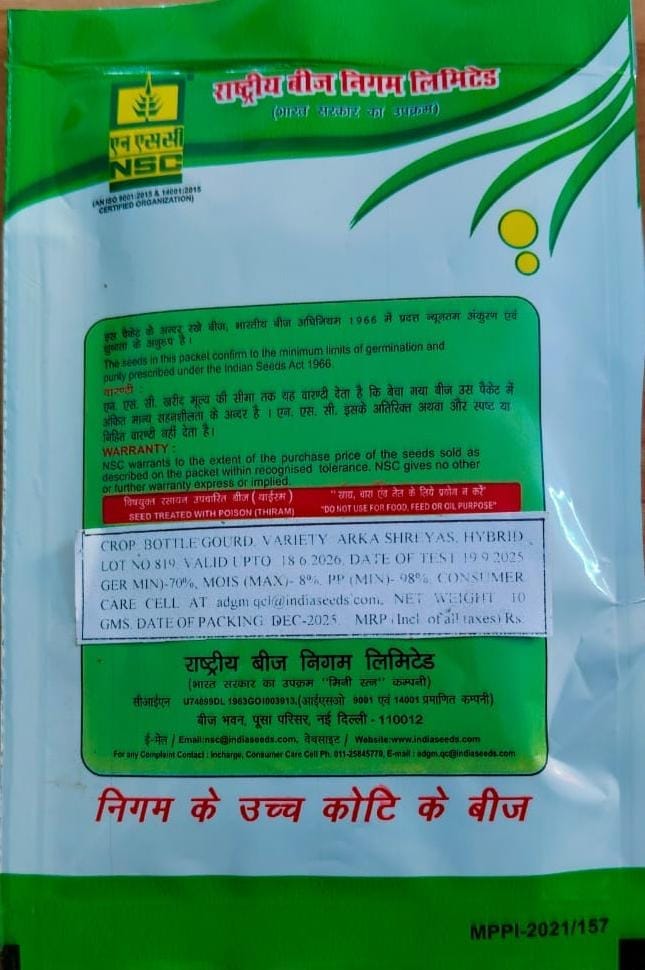 राष्ट्रीय बीज निगम लिमिटेड
(भारत सरकार का उपक्रम)
एन एस सी
NSC
(AN ISO 9001:2015 & 14001:2015
CERTIFIED ORGANIZATION)
इस पैकेट के अन्दर रखे बीज, भारतीय बीज अधिनियम 1966 में प्रदत्त न्यूनतम अंकुरण एवं
शुध्दता के अनुरुप है।
The seeds in this packet confirm to the minimum limits of germination and
purity prescribed under the Indian Seeds Act 1966.
वारण्टी :
एन. एस. सी. खरीद मूल्य की सीमा तक यह वारण्टी देता है कि बेचा गया बीज उस पैकेट में
अंकित मान्य सहनशीलता के अन्दर है । एन. एस. सी. इसके अतिरिक्त अथवा और स्पष्ट या
निहित वारण्टी नहीं देता है।
WARRANTY :
NSC warrants to the extent of the purchase price of the seeds sold as
described on the packet within recognised tolerance. NSC gives no other
or further warranty express or implied.
विषयुक्त रसायन उपचारित बीज (थाईरम) "खाद्य, चारा एवं तेल के लिये प्रयोग न करें"
SEED TREATED WITH POISON (THIRAM) "DO NOT USE FOR FOOD, FEED OR OIL PURPOSE"
CROP, BOTTLE GOURD, VARIETY ARKA SHREYAS, HYBRID
LOT NO 819, VALID UPTO 18.6.2026, DATE OF TEST 19.9.2025
GER MIN)-70%, MOIS (MAX)- 8%, PP (MIN)- 98%, CONSUMER
CARE CELL AT adgm.qcl@indiaseeds.com, NET WEIGHT 10
GMS, DATE OF PACKING DEC-2025, MRP (Incl. of all taxes) Rs.
राष्ट्रीय बीज निगम लिमिटेड
(भारत सरकार का उपक्रम "मिनी रत्न" कम्पनी)
सीआईएन U74899DL1963GOI003913,(आईएसओ 9001 एवं 14001 प्रमाणित कम्पनी)
बीज भवन, पूसा परिसर, नई दिल्ली - 110012
ई-मेल / Email:nsc@indiaseeds.com, वेबसाइट / Website:www.indiaseeds.com
For any Complaint Contact : Incharge, Consumer Care Cell Ph. 011-25845779, E-mail : adgm.qc@indiaseeds.com
निगम के उच्च कोटि के बीज
MPPI-2021/157